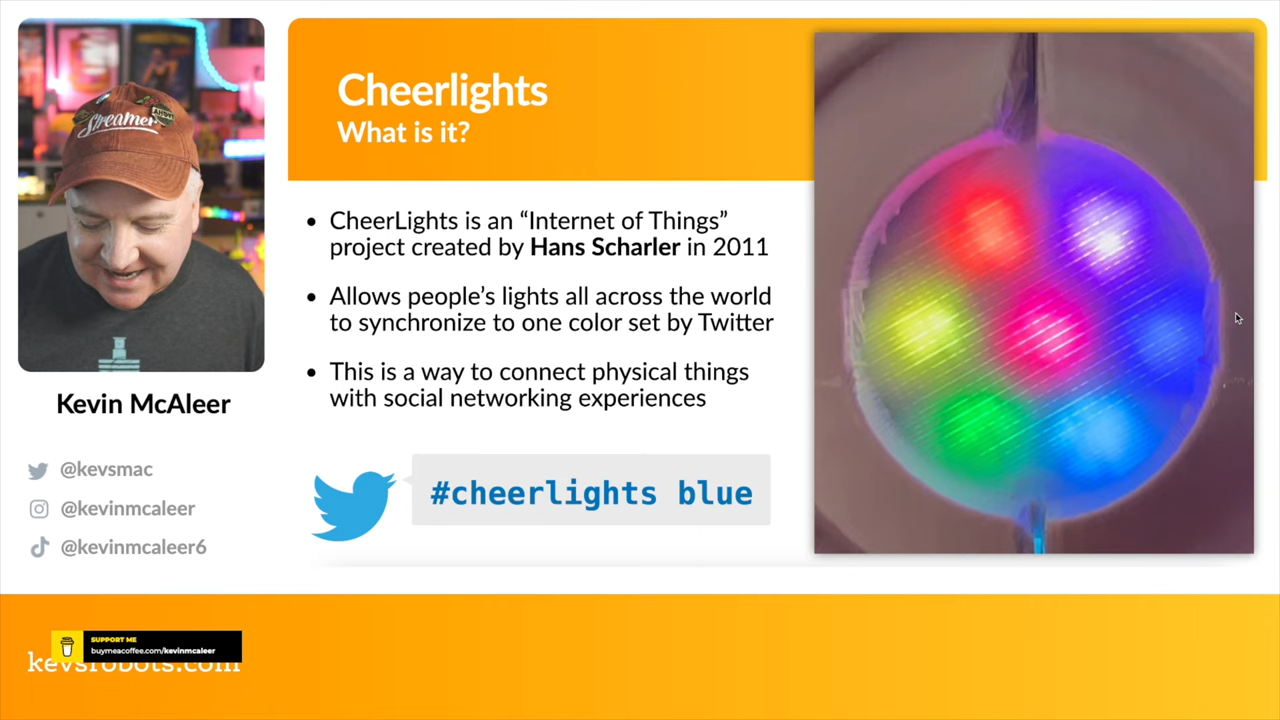 Streamer
Kevin McAleer
@kevsmac
@kevinmcaleer
@kevinmcaleer6
Cheerlights
What is it?
• CheerLights is an “Internet of Things”
project created by Hans Scharler in 2011
• Allows people’s lights all across the world
to synchronize to one color set by Twitter
• This is a way to connect physical things
with social networking experiences
#cheerlights blue
SUPPORT ME
buymeacoffee.com/kevinmcaleer
kevsrobots.com